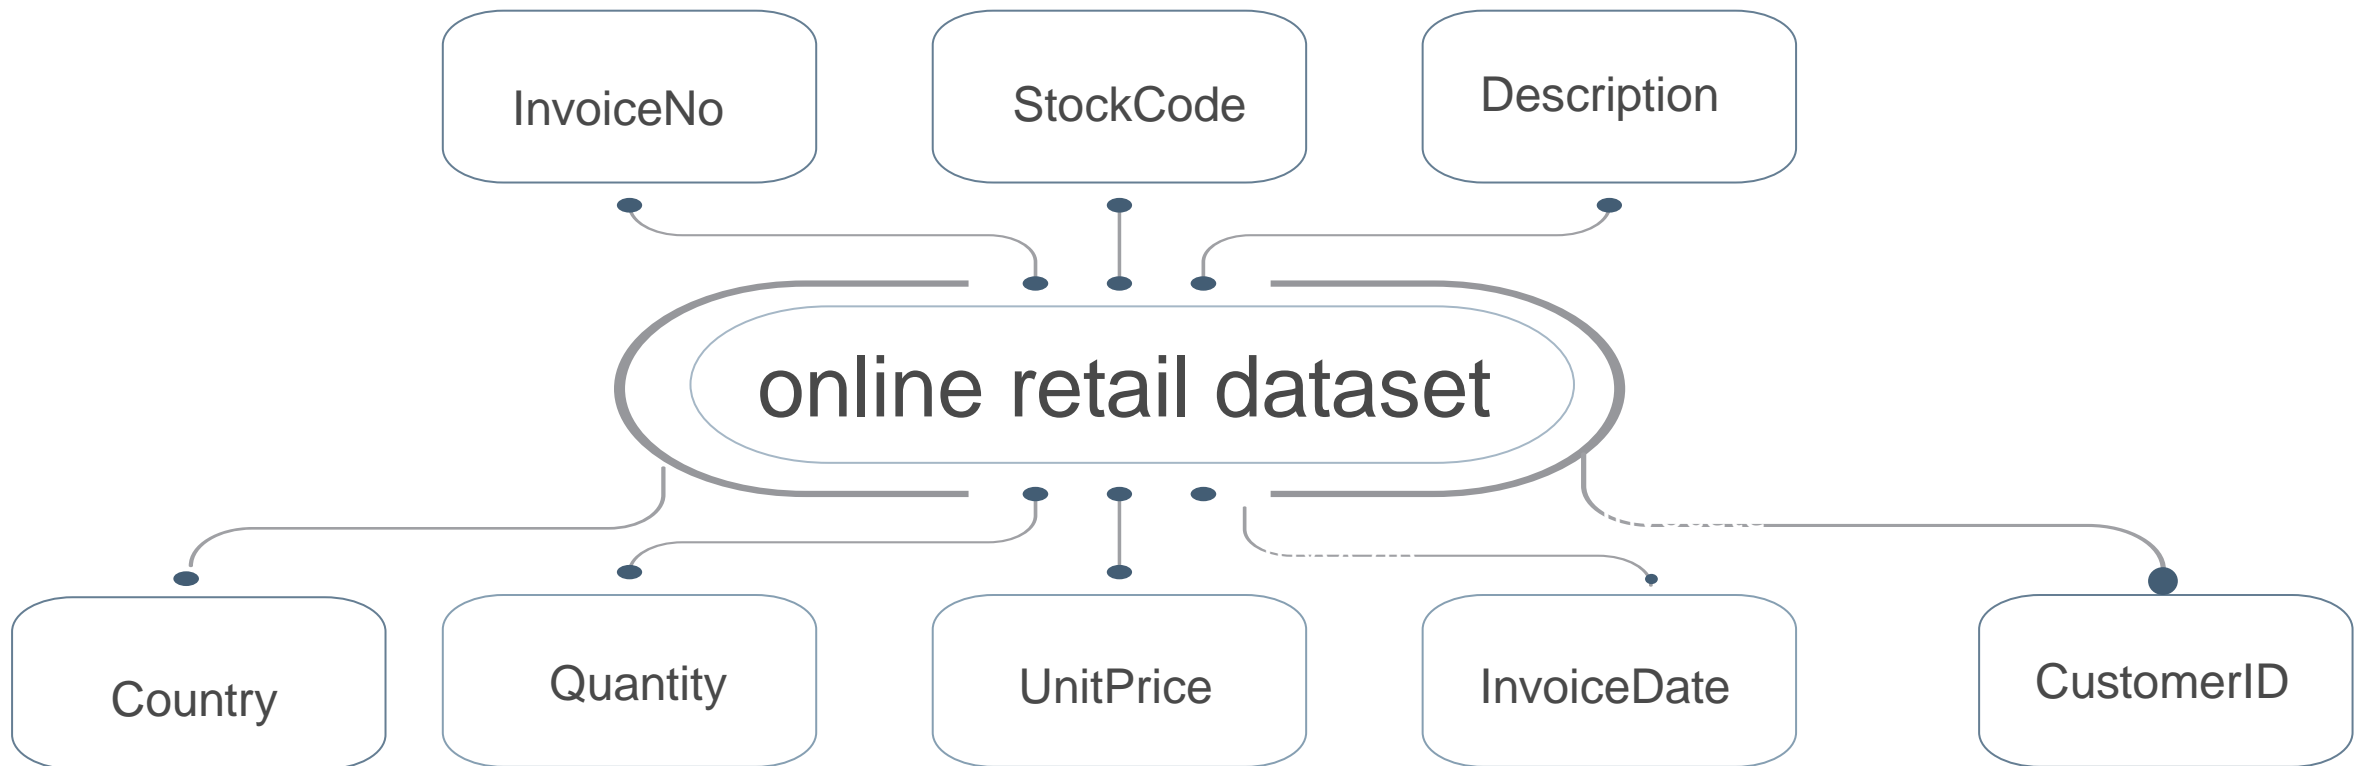 InvoiceNo
StockCode
Description
online retail dataset
Country
Quantity
UnitPrice
InvoiceDate
CustomerID